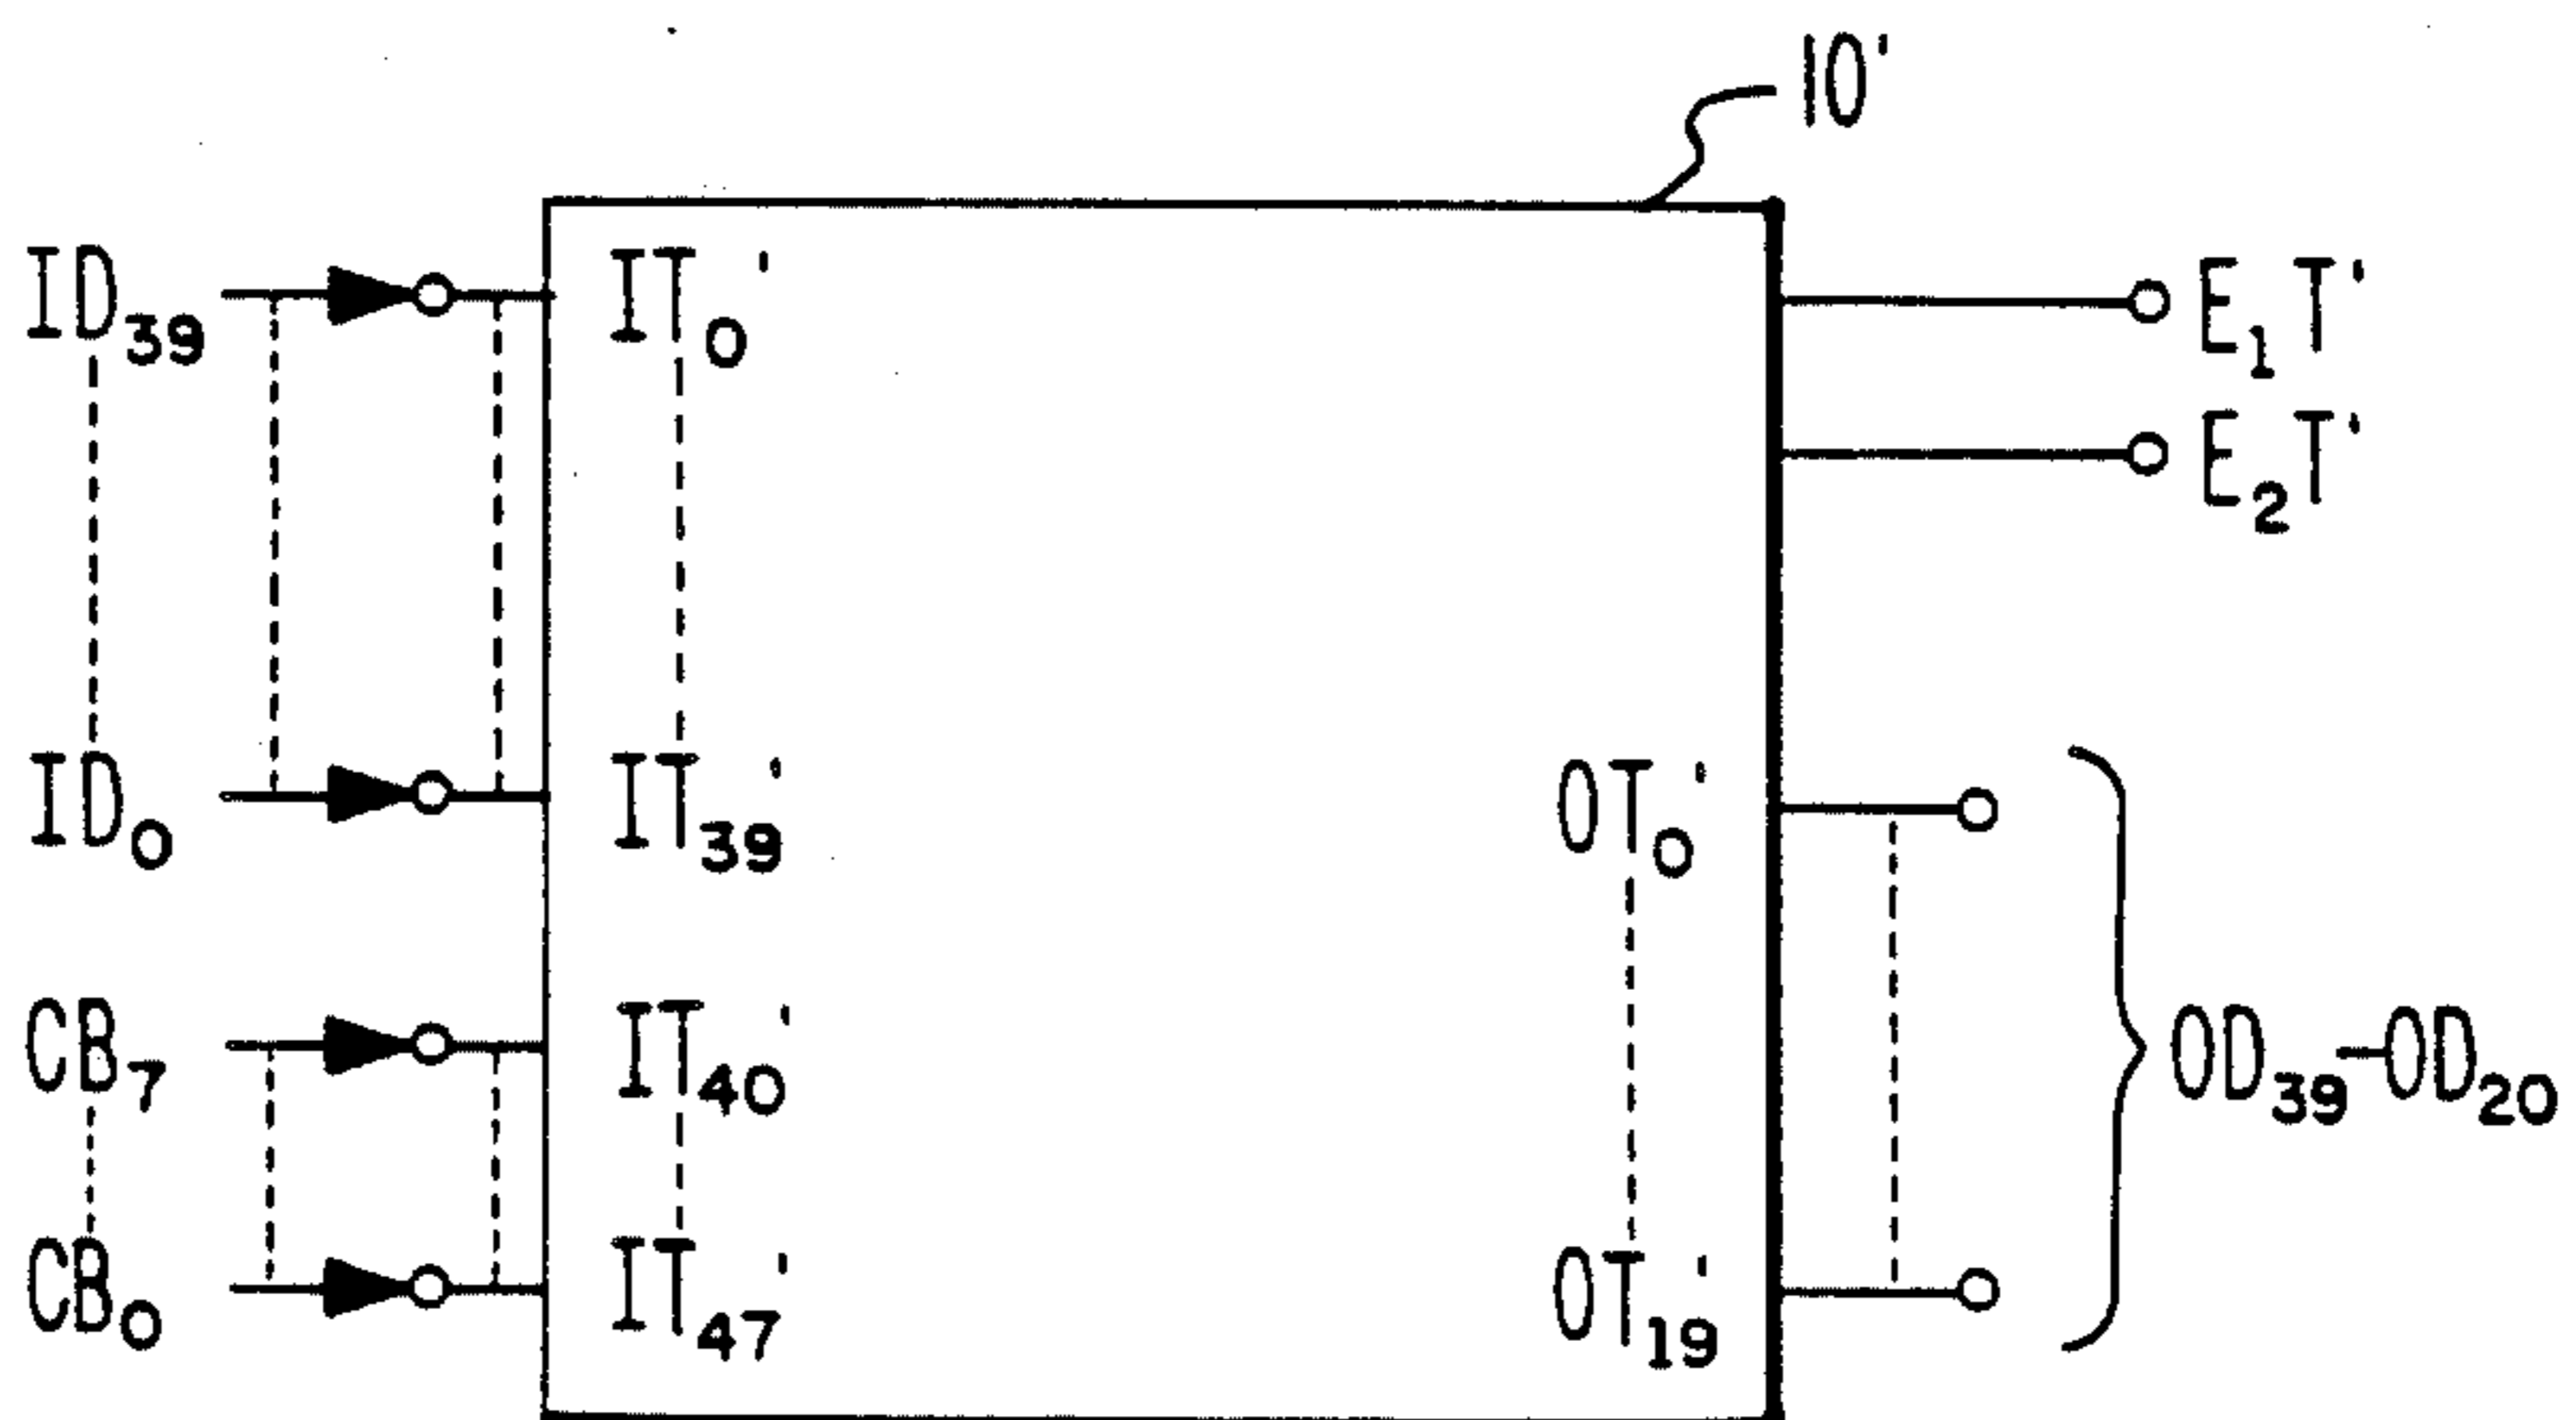 10'
ID₃₉ IT₀' E₁T'
E₂T'
ID₀ IT₃₉' OT₀'
CB₇ IT₄₀' OD₃₉–OD₂₀
CB₀ IT₄₇' OT₁₉'